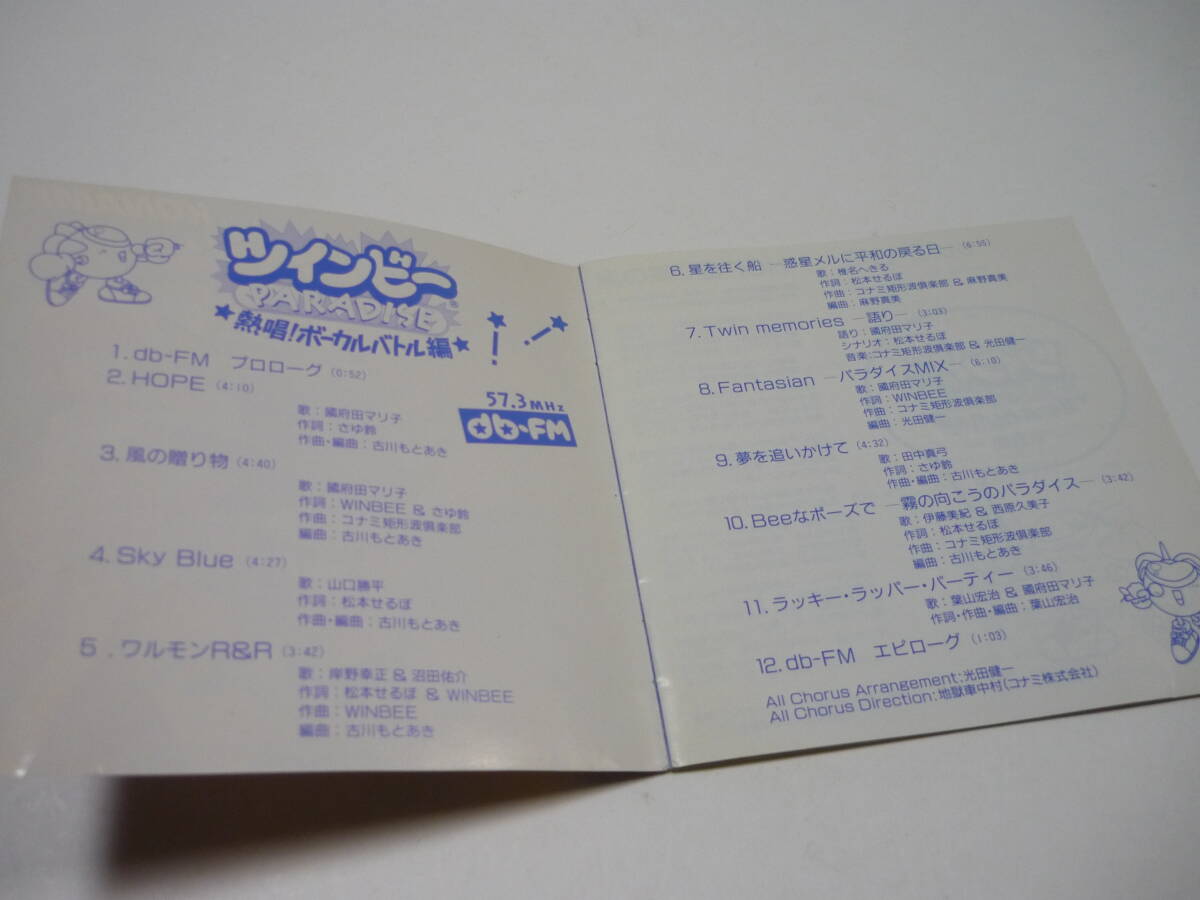 ツインビー
PARADISE
熱唱!ボーカルバトル編
1. db-FM プロローグ (0:52)
2. HOPE (4:10)
歌:國府田マリ子
作詞:さゆ鈴
作曲・編曲:古川もとあき
57.3 MHz
db-FM
3. 風の贈り物 (4:40)
歌:國府田マリ子
作詞:WINBEE & さゆ鈴
作曲:コナミ矩形波倶楽部
編曲:古川もとあき
4. Sky Blue (4:27)
歌:山口勝平
作詞:松本せるぼ
作曲・編曲:古川もとあき
5. ワルモンR&R (3:42)
歌:岸野幸正 & 沼田佑介
作詞:松本せるぼ & WINBEE
作曲:WINBEE
編曲:古川もとあき
6. 星を往く船 ―惑星メルに平和の戻る日― (6:55)
歌:椎名へきる
作詞:松本せるぼ
作曲:コナミ矩形波倶楽部 & 麻野真美
編曲:麻野真美
7. Twin memories ―語り― (3:03)
語り:國府田マリ子
シナリオ:松本せるぼ
音楽:コナミ矩形波倶楽部 & 光田健一
8. Fantasian ―パラダイスMIX― (6:10)
歌:國府田マリ子
作詞:WINBEE
作曲:コナミ矩形波倶楽部
編曲:光田健一
9. 夢を追いかけて (4:32)
歌:田中真弓
作詞:さゆ鈴
作曲・編曲:古川もとあき
10. Beeなポーズで ―霧の向こうのパラダイス― (3:42)
歌:伊藤美紀 & 西原久美子
作詞:松本せるぼ
作曲:コナミ矩形波倶楽部
編曲:古川もとあき
11. ラッキー・ラッパー・パーティー (3:46)
歌:葉山宏治 & 國府田マリ子
作詞・作曲・編曲:葉山宏治
12. db-FM エピローグ (1:03)
All Chorus Arrangement:光田健一
All Chorus Direction:地獄車中村(コナミ株式会社)